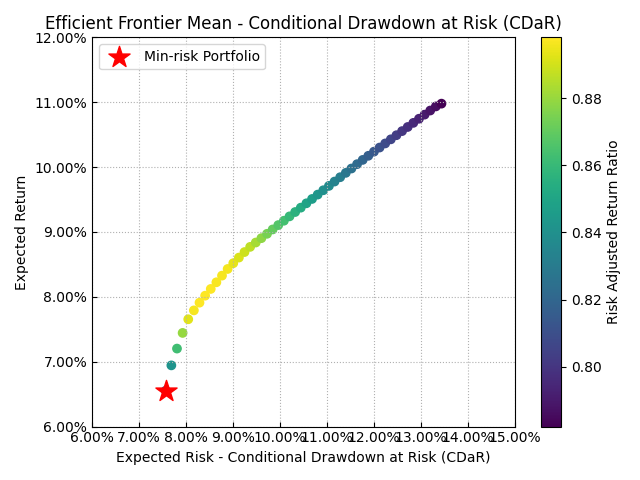 Efficient Frontier Mean - Conditional Drawdown at Risk (CDaR)
Min-risk Portfolio
12.00%
11.00%
10.00%
9.00%
8.00%
7.00%
6.00%
Expected Return
6.00% 7.00% 8.00% 9.00% 10.00% 11.00% 12.00% 13.00% 14.00% 15.00%
Expected Risk - Conditional Drawdown at Risk (CDaR)
0.88
0.86
0.84
0.82
0.80
Risk Adjusted Return Ratio